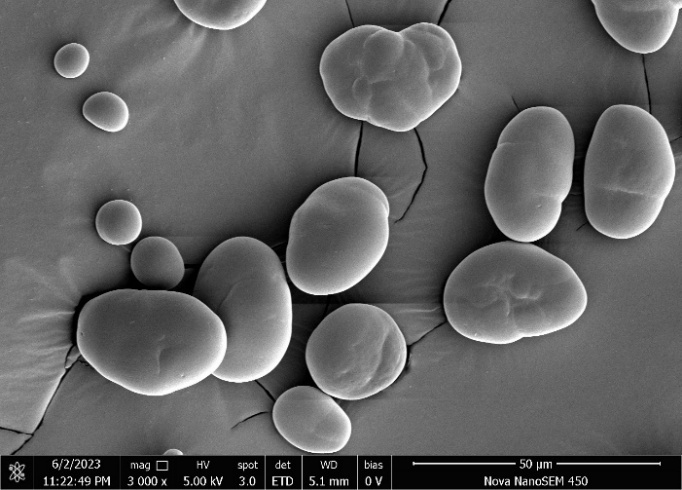 6/2/2023 mag HV spot det WD bias 50 µm
11:22:49 PM 3 000 x 5.00 kV 3.0 ETD 5.1 mm 0 V Nova NanoSEM 450